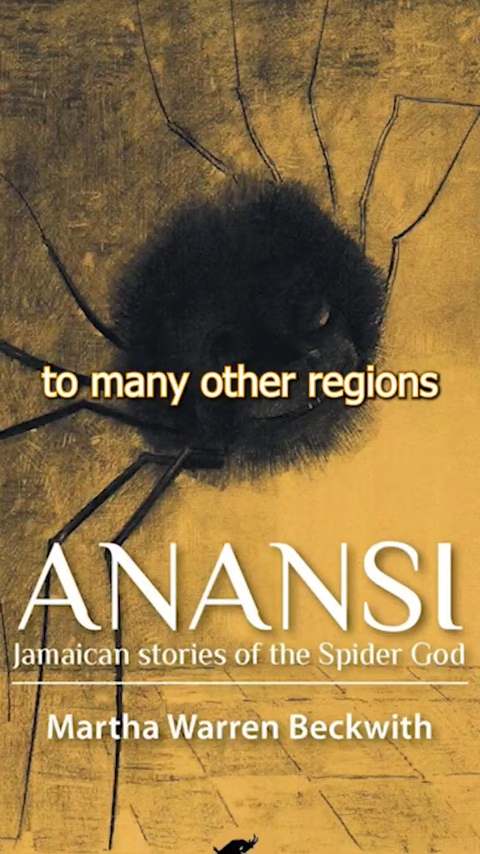 to many other regions
ANANSI
Jamaican stories of the Spider God
Martha Warren Beckwith